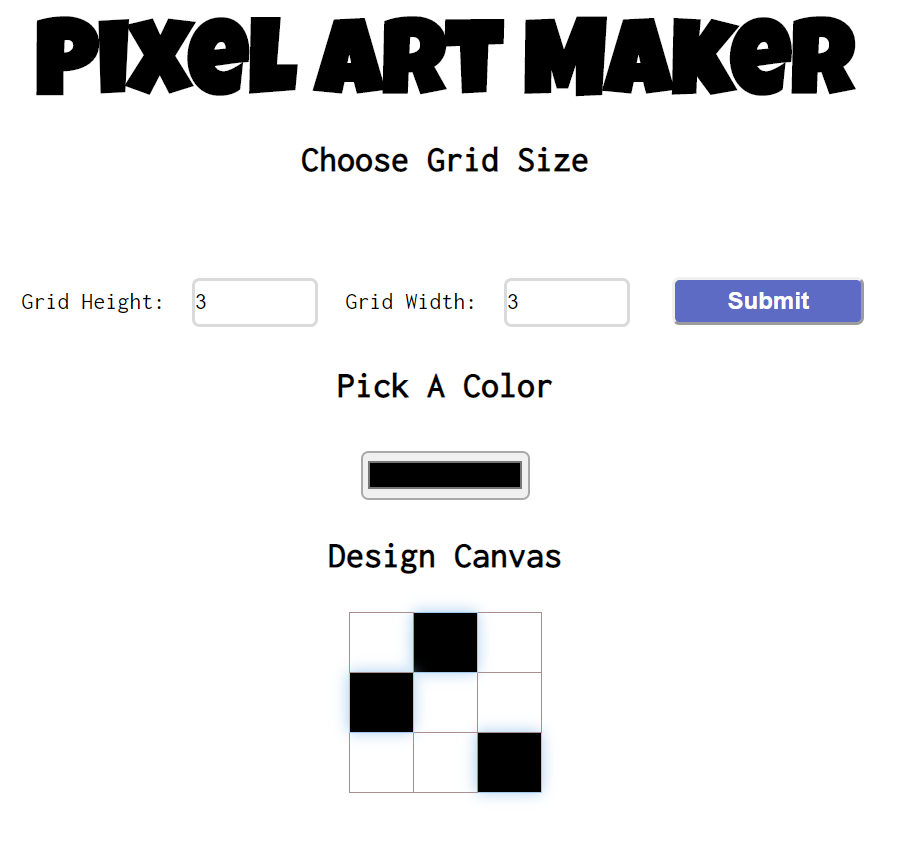 PIXEL ART MAKER
Choose Grid Size
Grid Height: 3 Grid Width: 3 Submit
Pick A Color
Design Canvas